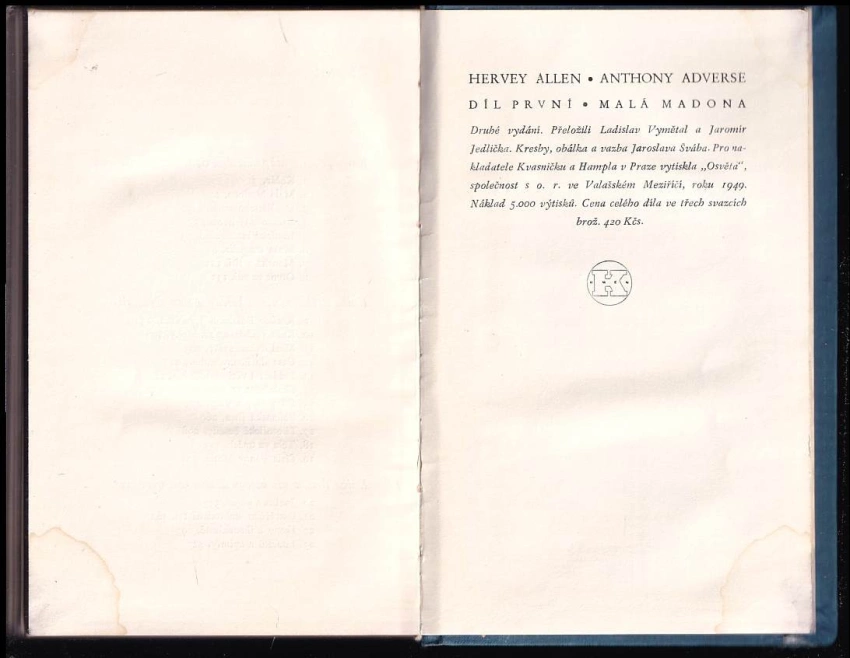 HERVEY ALLEN • ANTHONY ADVERSE
DÍL PRVNÍ • MALÁ MADONA
Druhé vydání. Přeložili Ladislav Vymětal a Jaromír
Jedlička. Kresby, obálka a vazba Jaroslava Švába. Pro na-
kladatele Kvasničku a Hampla v Praze vytiskla „Osvěta",
společnost s o. r. ve Valašském Meziříčí, roku 1949.
Náklad 5.000 výtisků. Cena celého díla ve třech svazcích
brož. 420 Kčs.